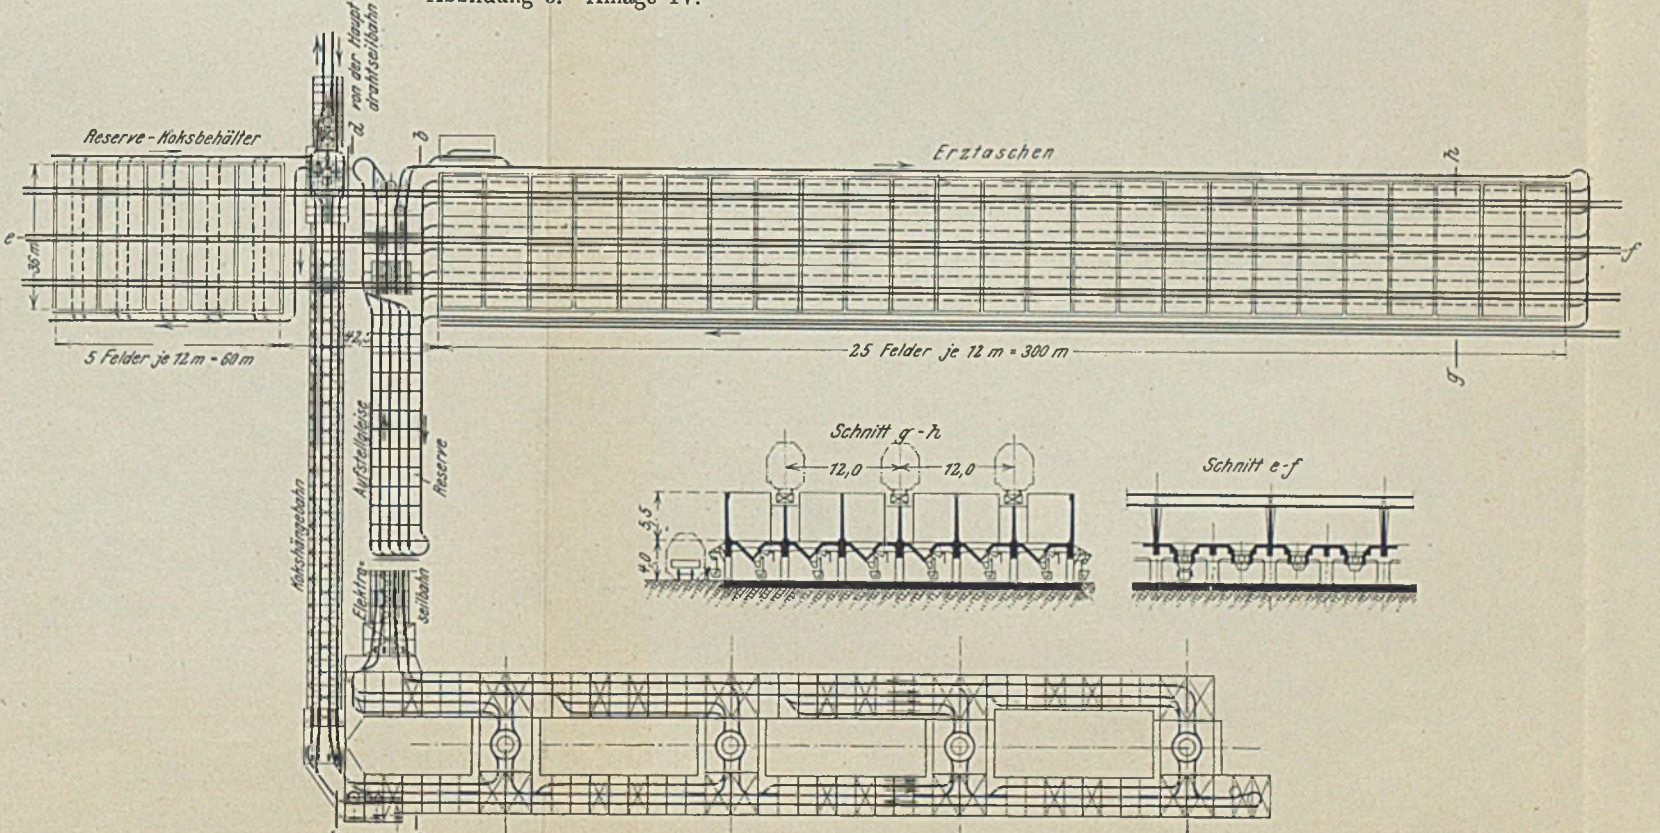 Abbildung 6. Anlage IV.
von der Haupt
drahtseilbahn
d
b
Reserve-Koksbehälter
Erztaschen
h
e
f
36 m
42,5
5 Felder je 12 m = 60 m
25 Felder je 12 m = 300 m
g
Aufstellgleise
Reserve
Schnitt g-h
12,0
12,0
5,5
4,0
Schnitt e-f
Kokshängebahn
Elektro-
seilbahn